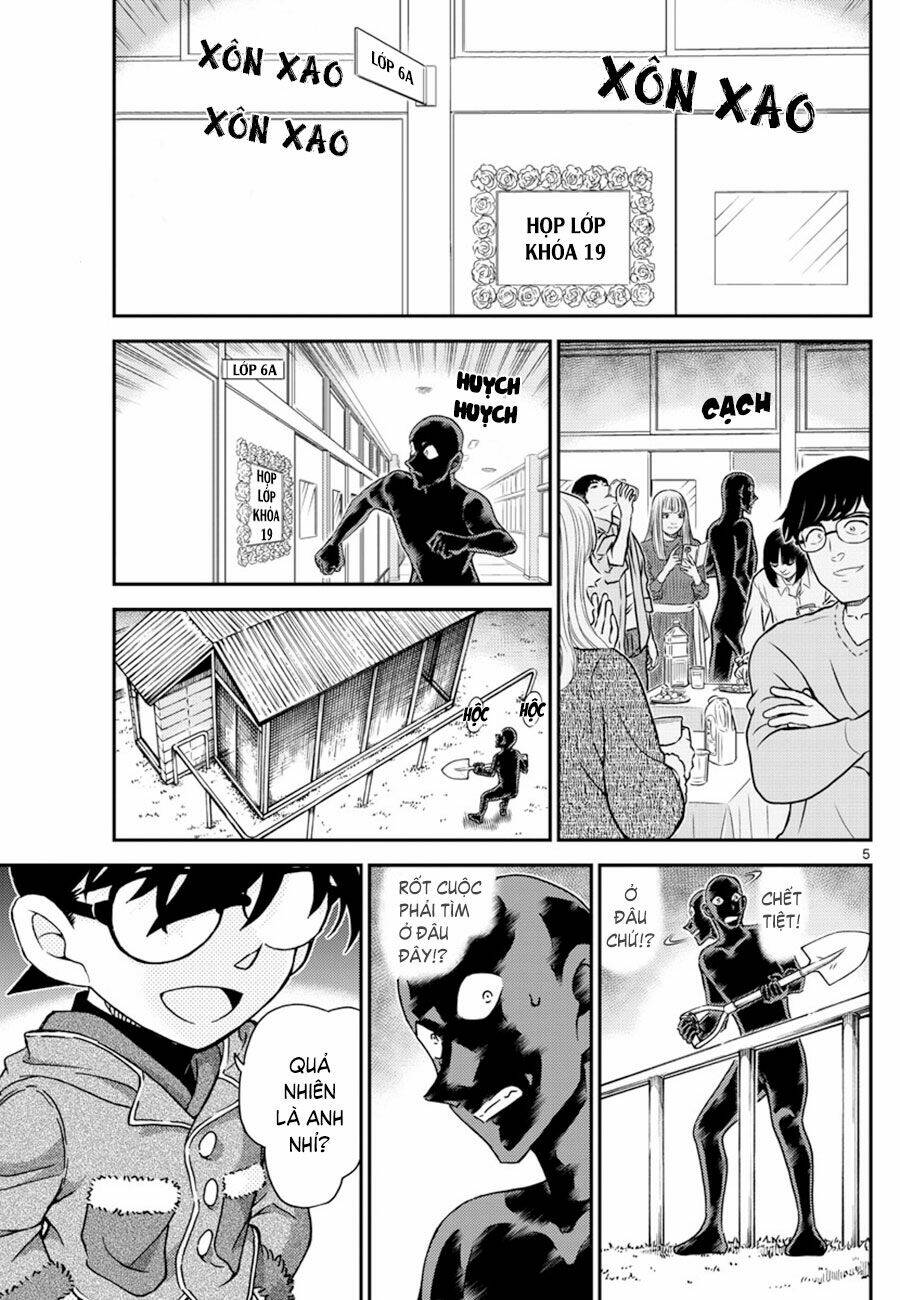 XÔN XAO
XÔN XAO
LỚP 6A
XÔN XAO
HỌP LỚP
KHÓA 19
CẠCH
LỚP 6A
HUỴCH
HUỴCH
HỌP
LỚP
KHÓA
19
HỘC
HỘC
5
CHẾT
TIỆT!
Ở
ĐÂU
CHỨ!?
RỐT CUỘC
PHẢI TÌM
Ở ĐÂU
ĐÂY!?
QUẢ
NHIÊN
LÀ ANH
NHỈ?